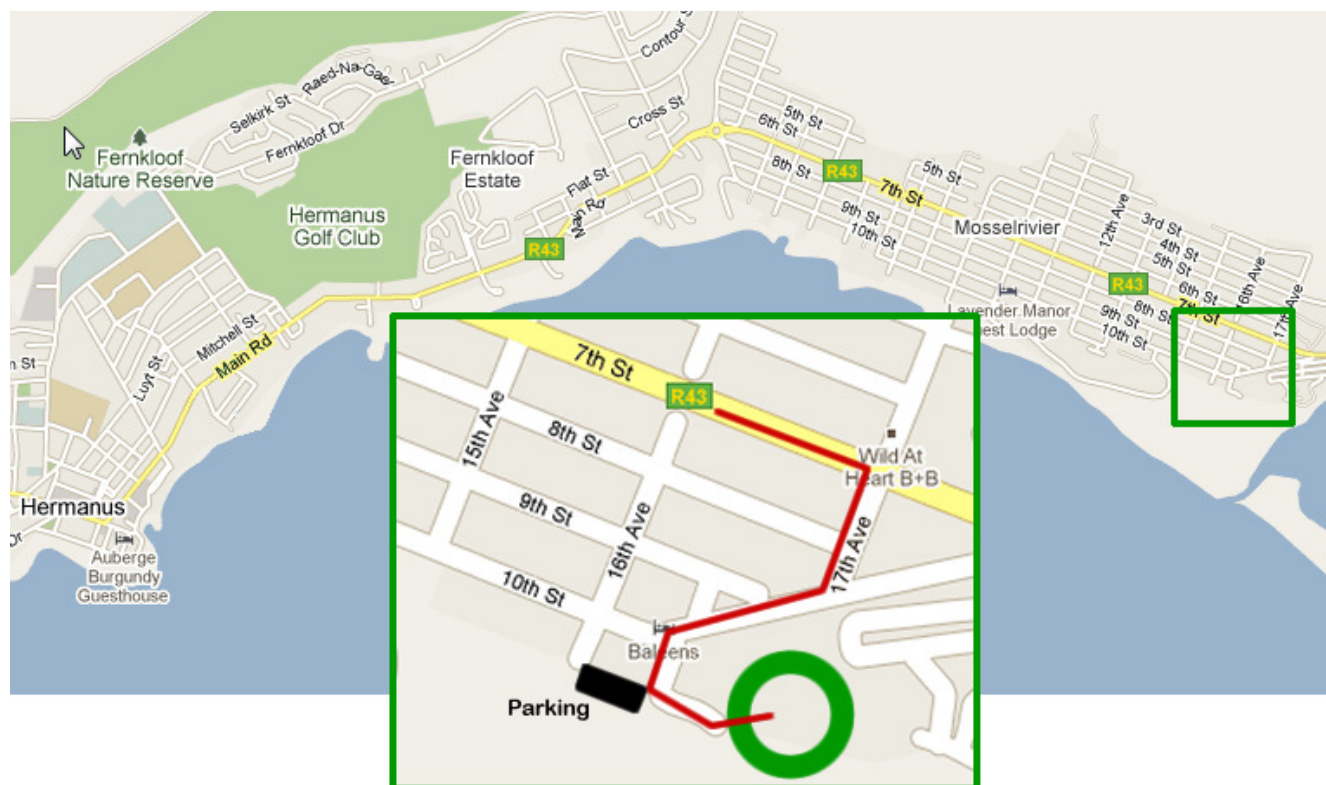 Contour S
Raed-Na-Gael
Selkirk St
Fernkloof Dr
Cross St
5th St
6th St
Fernkloof
Nature Reserve
Fernkloof
Estate
8th St
R43
5th St
7th St
Flat St
Hermanus
Golf Club
Main Rd
R43
9th St
10th St
Mosselrivier
12th Ave
3rd St
4th St
5th St
16th Ave
R43
6th St
Lavender Manor
est Lodge
8th St
7th St
17th Ave
9th St
10th St
Mitchell St
Main Rd
n St
Luyt St
7th St
R43
15th Ave
8th St
Wild At
Heart B+B
9th St
16th Ave
17th Ave
Hermanus
Dr
Auberge
Burgundy
Guesthouse
10th St
Baleens
Parking